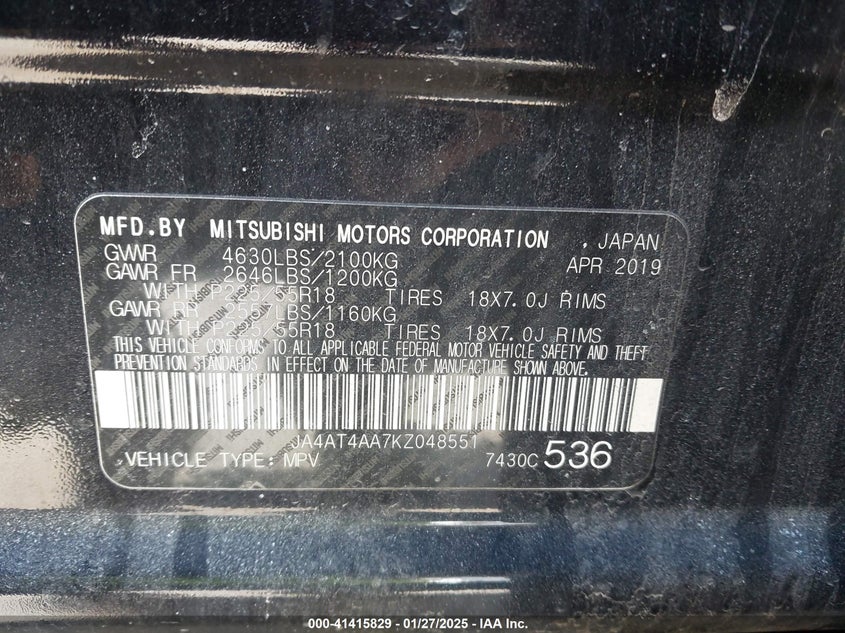 MFD.BY MITSUBISHI MOTORS CORPORATION , JAPAN
GVWR 4630LBS/2100KG APR 2019
GAWR FR 2646LBS/1200KG
WITH P225/55R18 TIRES 18X7.0J RIMS
GAWR RR 2557LBS/1160KG
WITH P225/55R18 TIRES 18X7.0J RIMS
THIS VEHICLE CONFORMS TO ALL APPLICABLE FEDERAL MOTOR VEHICLE SAFETY AND THEFT
PREVENTION STANDARDS IN EFFECT ON THE DATE OF MANUFACTURE SHOWN ABOVE.
JA4AT4AA7KZ048551
VEHICLE TYPE: MPV 7430C 536
000-41415829 - 01/27/2025 - IAA Inc.